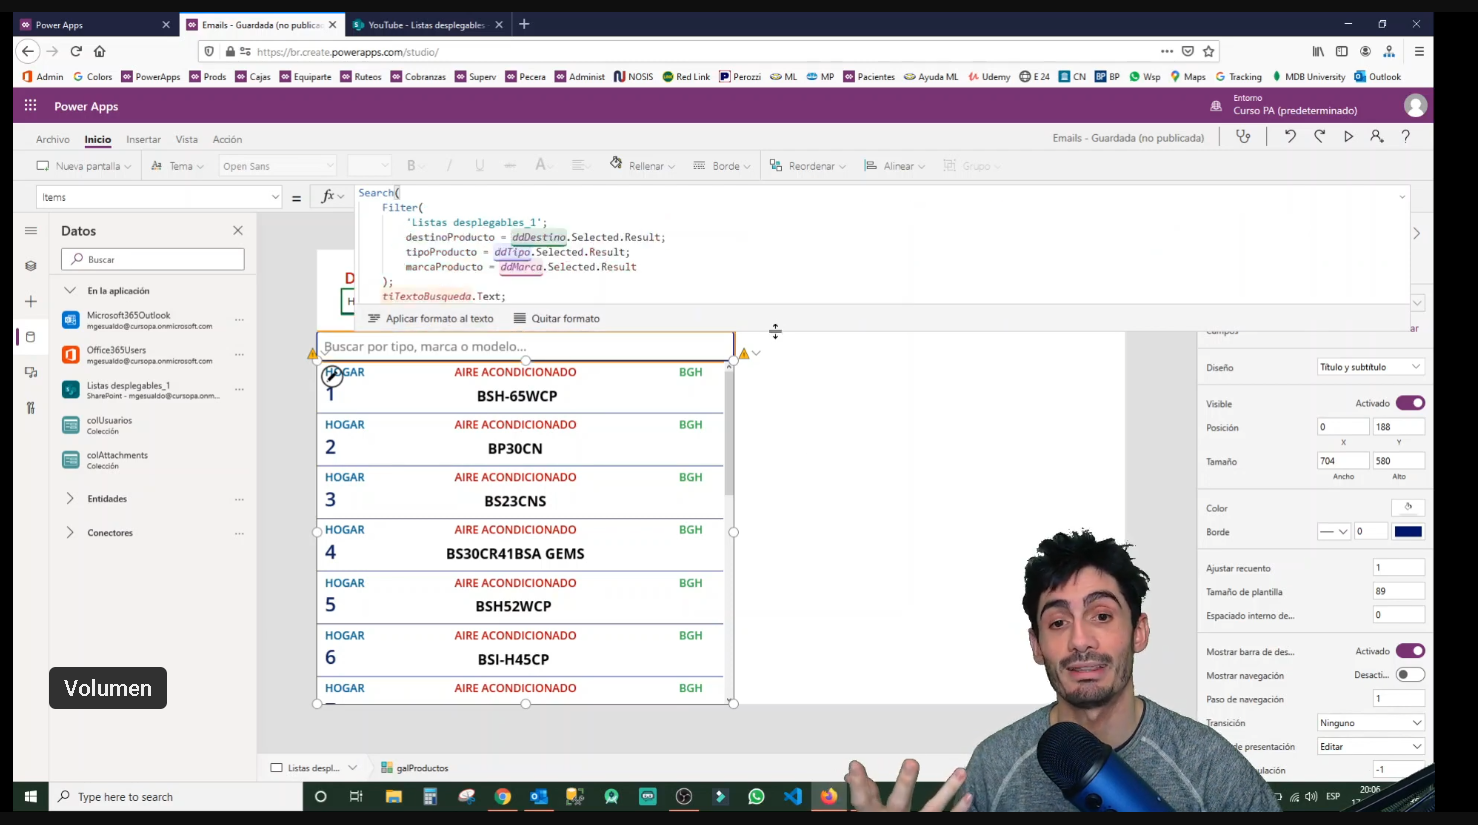 Power Apps
Emails - Guardada (no publica
YouTube - Listas desplegables
https://br.create.powerapps.com/studio/
Admin Colors PowerApps Prods Cajas Equiparte Ruteos Cobranzas Superv Pecera Administ NOSIS Red Link Perozzi ML MP Pacientes Ayuda ML Udemy E 24 CN BP Wsp Maps Tracking MDB University Outlook
Power Apps
Entorno
Curso PA (predeterminado)
Archivo Inicio Insertar Vista Acción
Emails - Guardada (no publicada)
Nueva pantalla Tema Open Sans Rellenar Borde Reordenar Alinear Grupo
Items
=
fx
Search(
Filter(
'Listas desplegables_1';
destinoProducto = ddDestino.Selected.Result;
tipoProducto = ddTipo.Selected.Result;
marcaProducto = ddMarca.Selected.Result
);
tiTextoBusqueda.Text;
Aplicar formato al texto Quitar formato
Datos
Buscar
En la aplicación
Microsoft365Outlook
mgesualdo@cursopa.onmicrosoft.com
Office365Users
mgesualdo@cursopa.onmicrosoft.com
Listas desplegables_1
SharePoint - mgesualdo@cursopa.onm...
colUsuarios
Colección
colAttachments
Colección
Entidades
Conectores
D
H
Buscar por tipo, marca o modelo...
HOGAR AIRE ACONDICIONADO BGH
1 BSH-65WCP
HOGAR AIRE ACONDICIONADO BGH
2 BP30CN
HOGAR AIRE ACONDICIONADO BGH
3 BS23CNS
HOGAR AIRE ACONDICIONADO BGH
4 BS30CR41BSA GEMS
HOGAR AIRE ACONDICIONADO BGH
5 BSH52WCP
HOGAR AIRE ACONDICIONADO BGH
6 BSI-H45CP
HOGAR AIRE ACONDICIONADO BGH
Volumen
Campos
ar
Diseño Título y subtítulo
Visible Activado
Posición 0 188
X Y
Tamaño 704 580
Ancho Alto
Color
Borde 0
Ajustar recuento 1
Tamaño de plantilla 89
Espaciado interno de... 0
Mostrar barra de des... Activado
Mostrar navegación Desacti...
Paso de navegación 1
Transición Ninguno
de presentación Editar
-1
Listas despl... galProductos
Type here to search
ESP
20:06